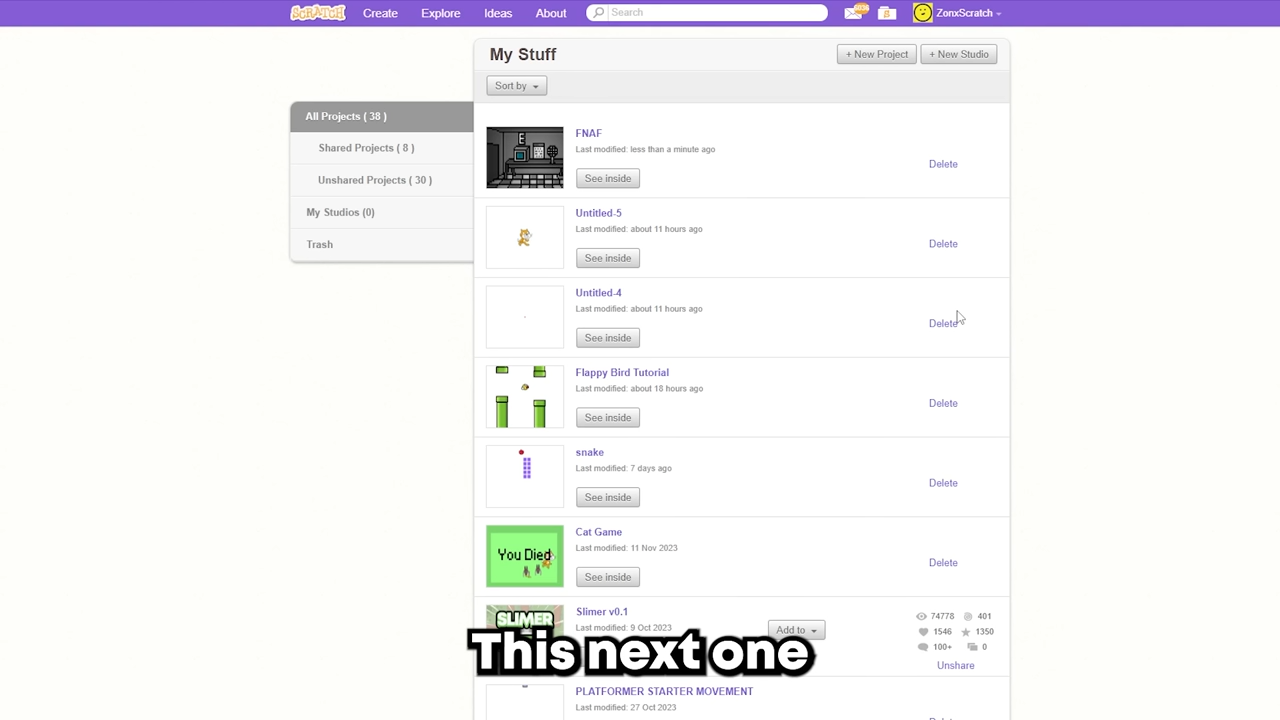 SCRATCH Create Explore Ideas About Search ZonxScratch
My Stuff + New Project + New Studio
Sort by
All Projects ( 38 )
Shared Projects ( 8 )
Unshared Projects ( 30 )
My Studios (0)
Trash
E
FNAF
Last modified: less than a minute ago
See inside
Delete
Untitled-5
Last modified: about 11 hours ago
See inside
Delete
Untitled-4
Last modified: about 11 hours ago
See inside
Delete
Flappy Bird Tutorial
Last modified: about 18 hours ago
See inside
Delete
snake
Last modified: 7 days ago
See inside
Delete
You Died
Cat Game
Last modified: 11 Nov 2023
See inside
Delete
SLIMER
Slimer v0.1
Last modified: 9 Oct 2023
Add to
74778 401
1546 1350
100+ 0
Unshare
This next one
PLATFORMER STARTER MOVEMENT
Last modified: 27 Oct 2023